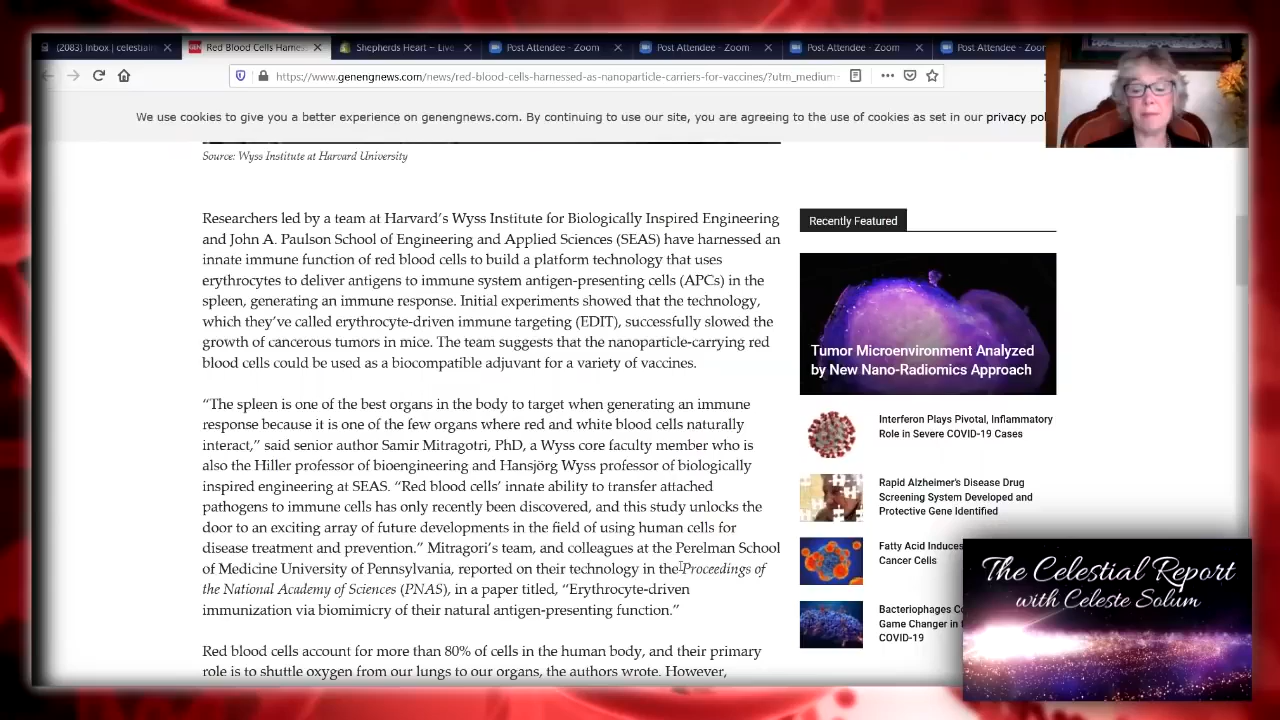 (2083) Inbox | celestialr
Red Blood Cells Harnes
Shepherds Heart – Live
Post Attendee - Zoom
Post Attendee - Zoom
Post Attendee - Zoom
Post Attendee - Zoom
https://www.genengnews.com/news/red-blood-cells-harnessed-as-nanoparticle-carriers-for-vaccines/?utm_medium=
We use cookies to give you a better experience on genengnews.com. By continuing to use our site, you are agreeing to the use of cookies as set in our privacy pol
Source: Wyss Institute at Harvard University
Researchers led by a team at Harvard’s Wyss Institute for Biologically Inspired Engineering
and John A. Paulson School of Engineering and Applied Sciences (SEAS) have harnessed an
innate immune function of red blood cells to build a platform technology that uses
erythrocytes to deliver antigens to immune system antigen-presenting cells (APCs) in the
spleen, generating an immune response. Initial experiments showed that the technology,
which they’ve called erythrocyte-driven immune targeting (EDIT), successfully slowed the
growth of cancerous tumors in mice. The team suggests that the nanoparticle-carrying red
blood cells could be used as a biocompatible adjuvant for a variety of vaccines.
“The spleen is one of the best organs in the body to target when generating an immune
response because it is one of the few organs where red and white blood cells naturally
interact,” said senior author Samir Mitragotri, PhD, a Wyss core faculty member who is
also the Hiller professor of bioengineering and Hansjörg Wyss professor of biologically
inspired engineering at SEAS. “Red blood cells’ innate ability to transfer attached
pathogens to immune cells has only recently been discovered, and this study unlocks the
door to an exciting array of future developments in the field of using human cells for
disease treatment and prevention.” Mitragori’s team, and colleagues at the Perelman School
of Medicine University of Pennsylvania, reported on their technology in the Proceedings of
the National Academy of Sciences (PNAS), in a paper titled, “Erythrocyte-driven
immunization via biomimicry of their natural antigen-presenting function.”
Red blood cells account for more than 80% of cells in the human body, and their primary
role is to shuttle oxygen from our lungs to our organs, the authors wrote. However,
Recently Featured
Tumor Microenvironment Analyzed
by New Nano-Radiomics Approach
Interferon Plays Pivotal, Inflammatory
Role in Severe COVID-19 Cases
Rapid Alzheimer’s Disease Drug
Screening System Developed and
Protective Gene Identified
Fatty Acid Induces
Cancer Cells
Bacteriophages Co
Game Changer in t
COVID-19
The Celestial Report
with Celeste Solum